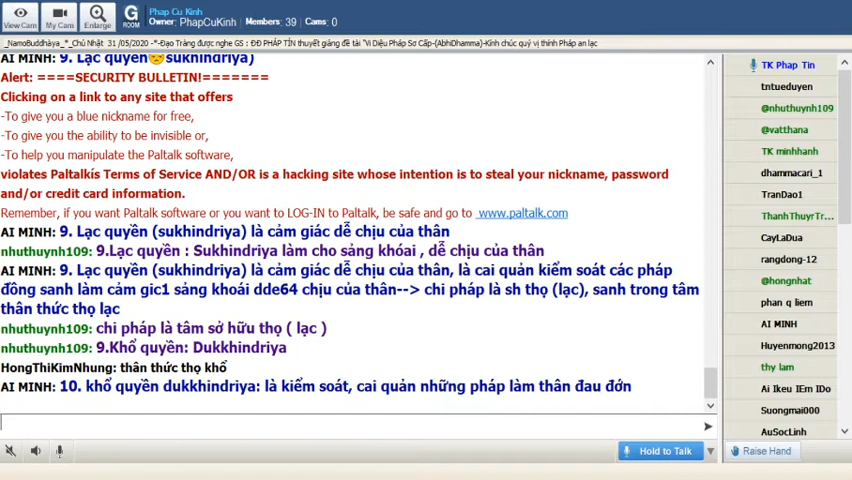 View Cam
My Cam
Enlarge
G ROOM
Phap Cu Kinh
Owner: PhapCuKinh Members: 39 Cams: 0
_NamoBuddhàya_*_Chủ Nhật 31 /05/2020 -*-Đạo Tràng được nghe GS : ĐĐ PHÁP TÍN thuyết giảng đề tài "Vi Diệu Pháp Sơ Cấp-(AbhiDhamma)-Kính chúc quý vị thính Pháp an lạc
AI MINH: 9. Lạc quyền sukhindriya)
Alert: ====SECURITY BULLETIN!=======
Clicking on a link to any site that offers
-To give you a blue nickname for free,
-To give you the ability to be invisible or,
-To help you manipulate the Paltalk software,
violates Paltalkís Terms of Service AND/OR is a hacking site whose intention is to steal your nickname, password
and/or credit card information.
Remember, if you want Paltalk software or you want to LOG-IN to Paltalk, be safe and go to www.paltalk.com
AI MINH: 9. Lạc quyền (sukhindriya) là cảm giác dễ chịu của thân
nhuthuynh109: 9.Lạc quyền : Sukhindriya làm cho sảng khóai , dễ chịu của thân
AI MINH: 9. Lạc quyền (sukhindriya) là cảm giác dễ chịu của thân, là cai quản kiểm soát các pháp
đồng sanh làm cảm gic1 sảng khoái dde64 chịu của thân--> chi pháp là sh thọ (lạc), sanh trong tâm
thân thức thọ lạc
nhuthuynh109: chi pháp là tâm sở hữu thọ ( lạc )
nhuthuynh109: 9.Khổ quyền: Dukkhindriya
HongThiKimNhung: thân thức thọ khổ
AI MINH: 10. khổ quyền dukkhindriya: là kiểm soát, cai quản những pháp làm thân đau đớn
Hold to Talk
TK Phap Tin
tntueduyen
@nhuthuynh109
@vatthana
TK minhhanh
dhammacari_1
TranDao1
ThanhThuyrTr...
CayLaDua
rangdong-12
@hongnhat
phan q liem
AI MINH
Huyenmong2013
thy lam
Ai lkeu lErn lDo
Suongmai000
AuSocLinh
Raise Hand